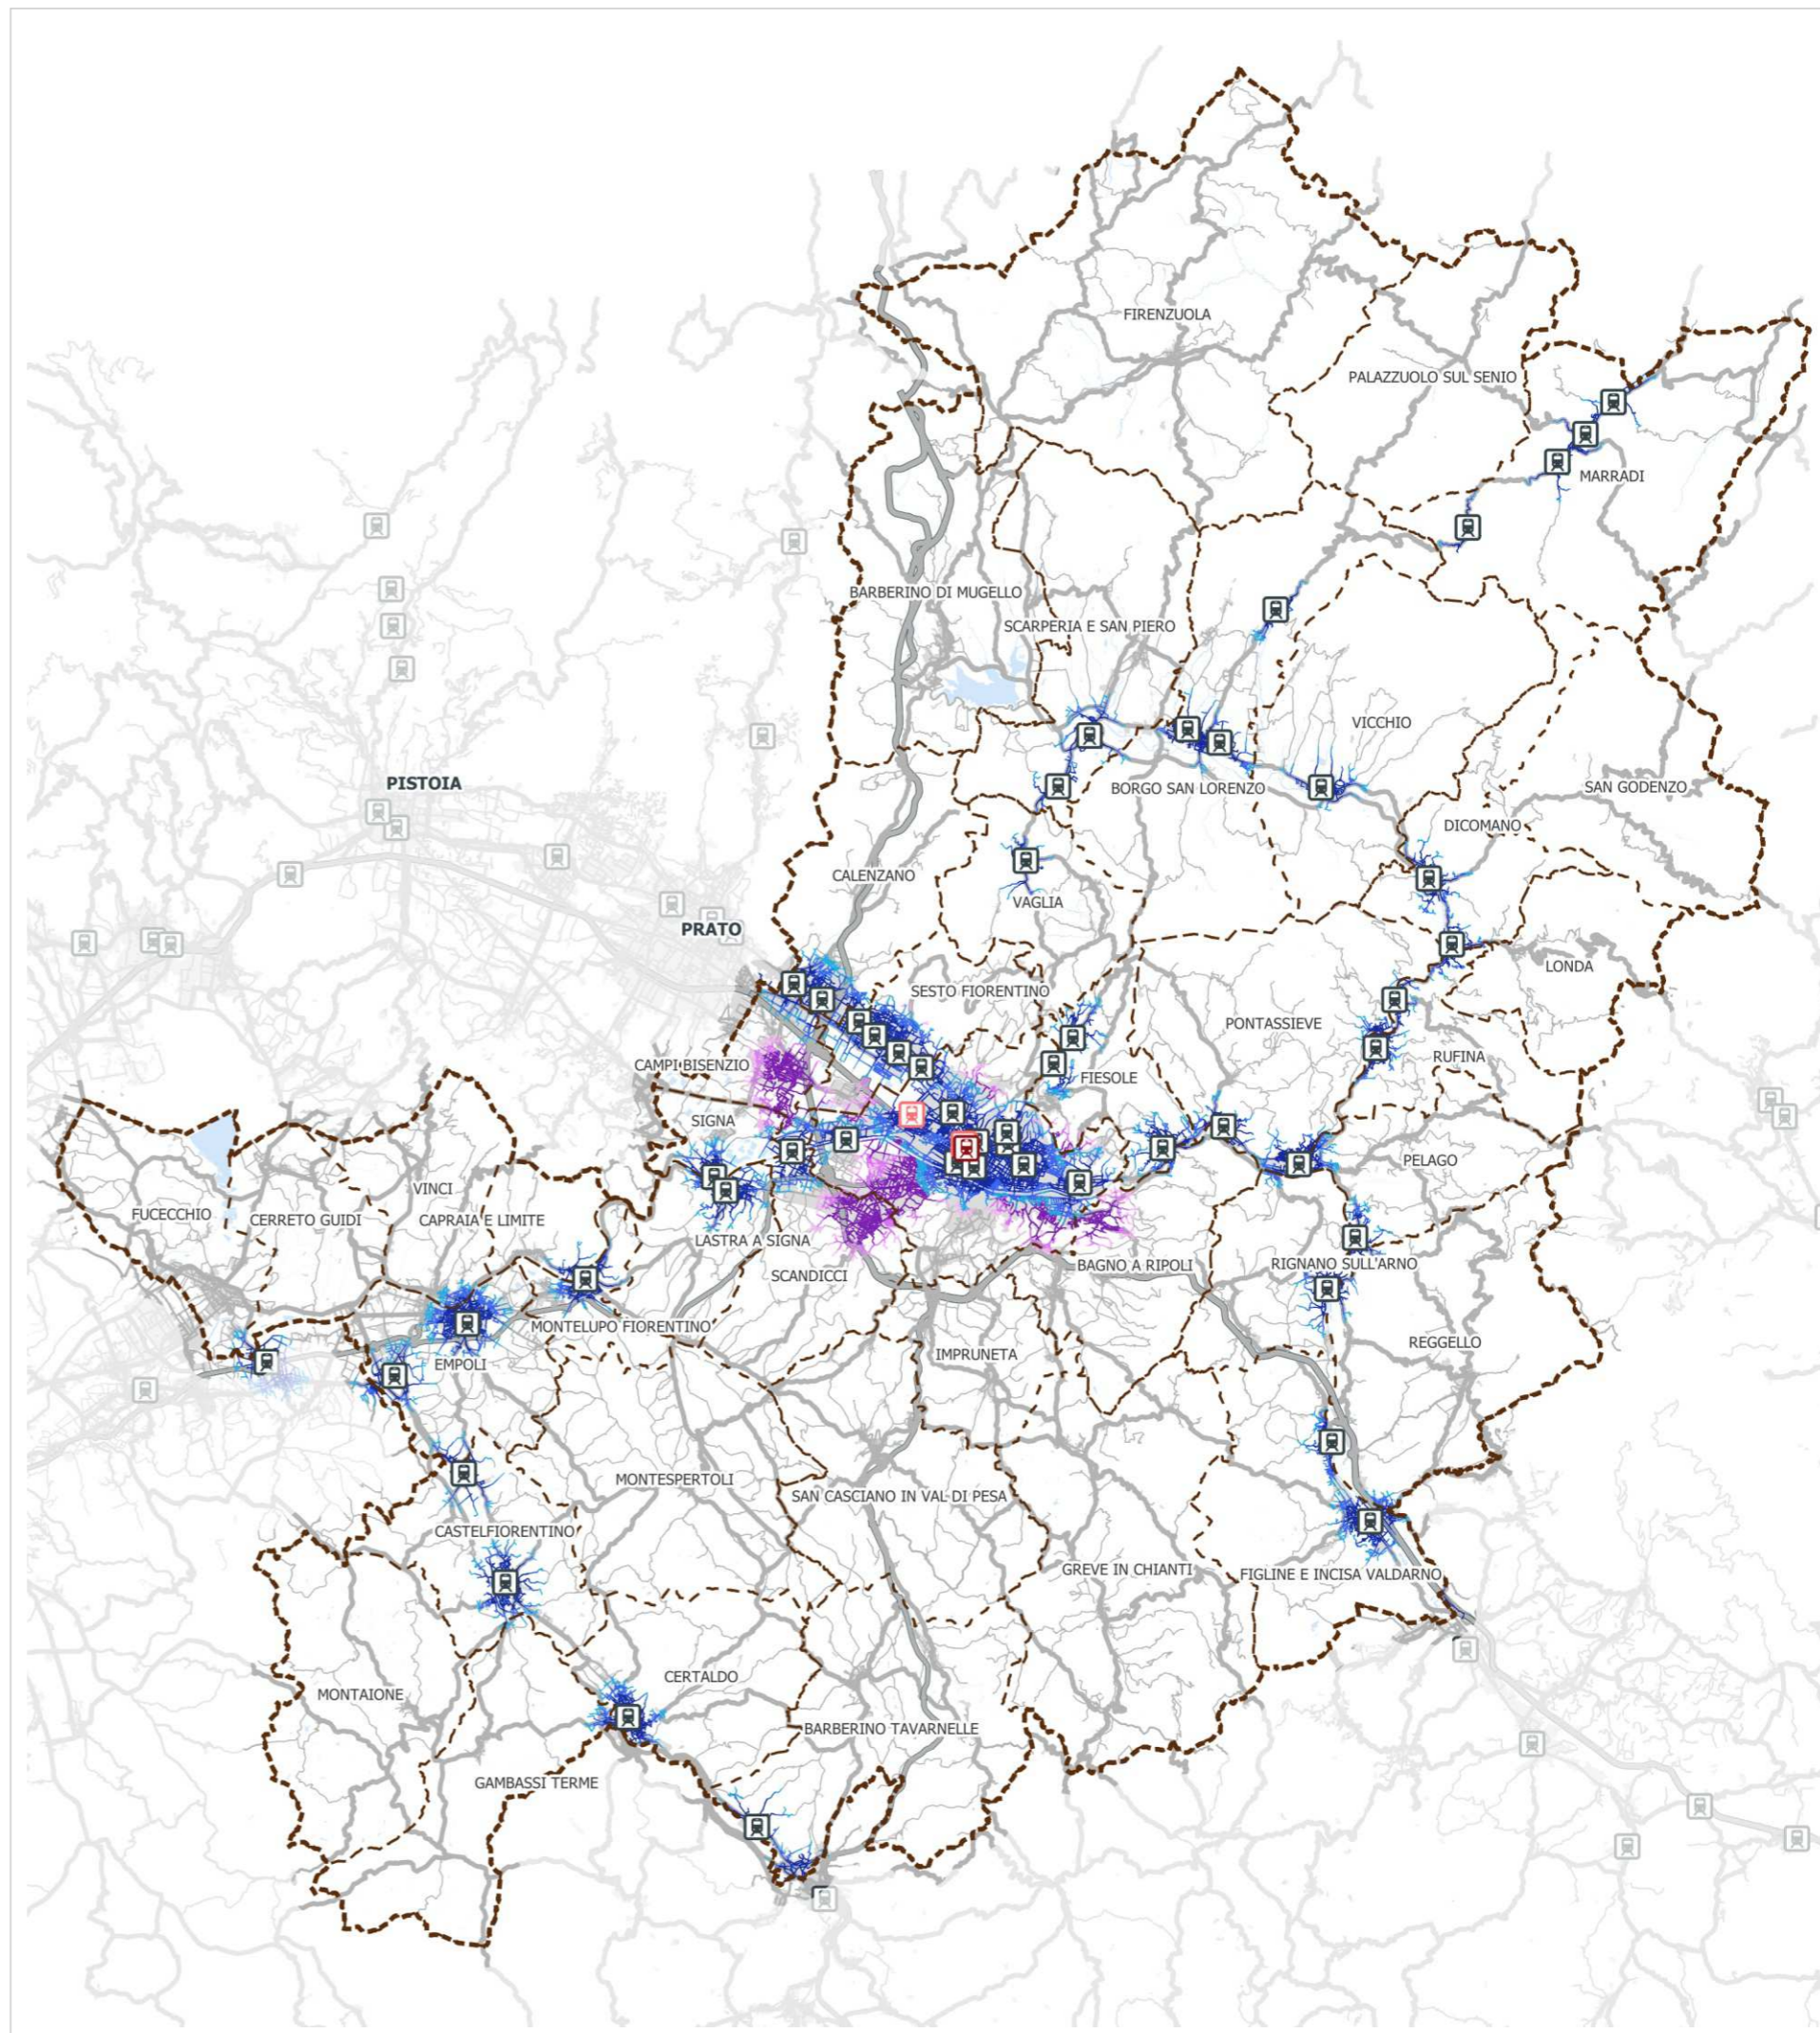 FIRENZUOLA
PALAZZUOLO SUL SENIO
MARRADI
BARBERINO DI MUGELLO
SCARPERIA E SAN PIERO
VICCHIO
PISTOIA
BORGO SAN LORENZO
SAN GODENZO
DICOMANO
CALENZANO
VAGLIA
PRATO
LONDA
SESTO FIORENTINO
PONTASSIEVE
RUFINA
CAMPI BISENZIO
FIESOLE
SIGNA
PELAGO
VINCI
FUCECCHIO
CERRETO GUIDI
CAPRAIA E LIMITE
LASTRA A SIGNA
SCANDICCI
BAGNO A RIPOLI
RIGNANO SULL'ARNO
MONTELUPO FIORENTINO
REGGELLO
IMPRUNETA
EMPOLI
MONTESPERTOLI
SAN CASCIANO IN VAL DI PESA
CASTELFIORENTINO
GREVE IN CHIANTI
FIGLINE E INCISA VALDARNO
CERTALDO
MONTAIONE
BARBERINO TAVARNELLE
GAMBASSI TERME